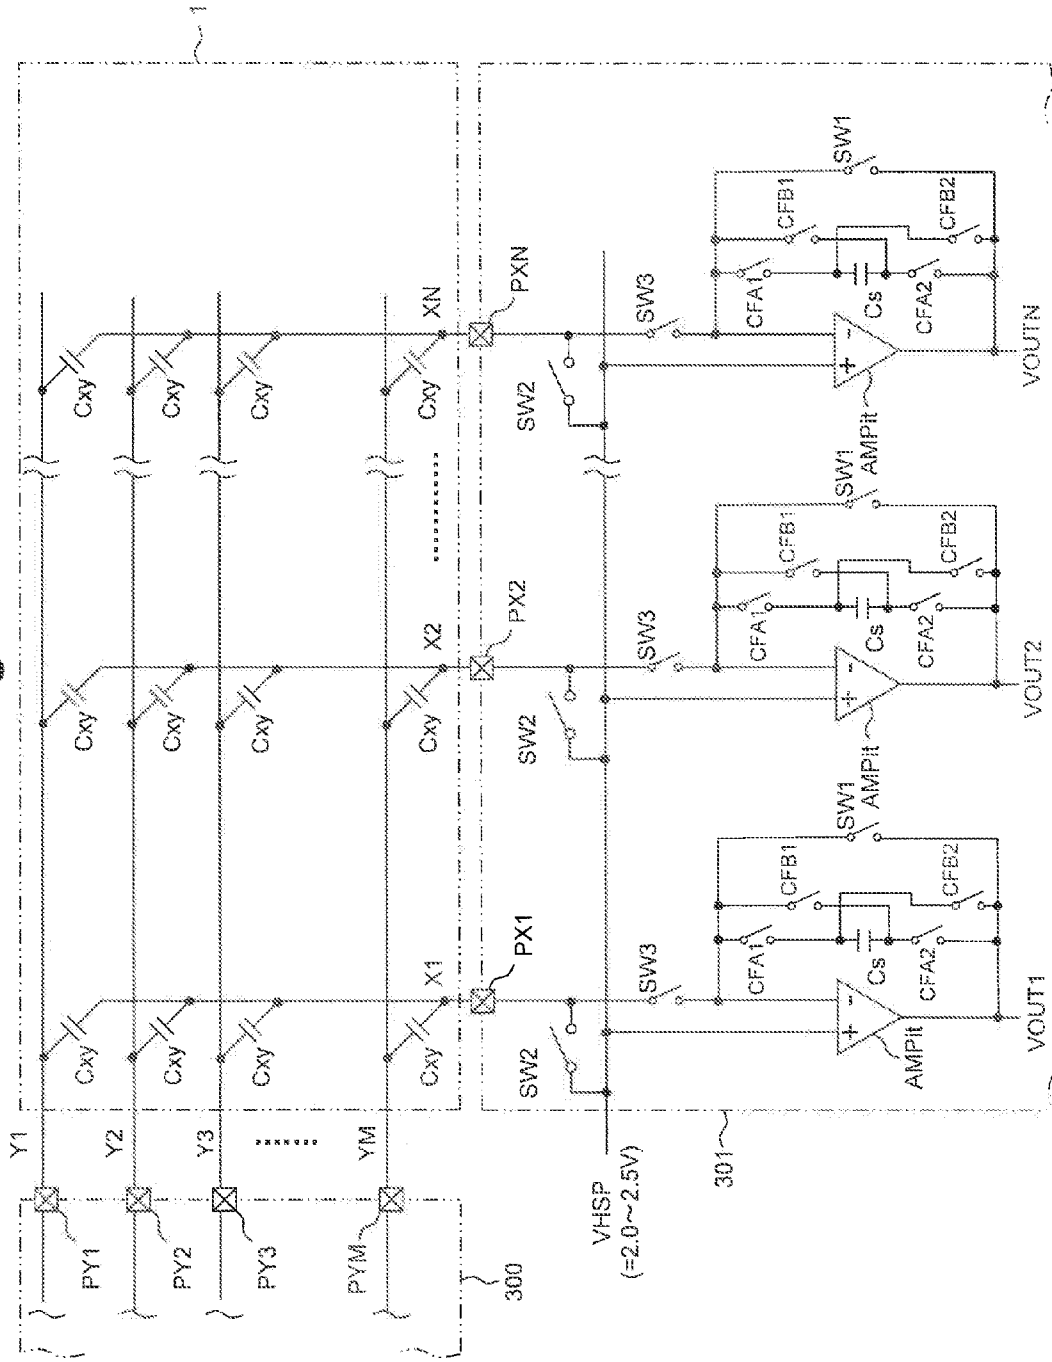 1
Y1
Y2
Y3
YM
PY1
PY2
PY3
PYM
300
Cxy
Cxy
Cxy
Cxy
X1
Cxy
Cxy
Cxy
Cxy
X2
Cxy
Cxy
Cxy
Cxy
XN
PX1
PX2
PXN
VHSP
(=2.0~2.5V)
301
SW2
SW3
SW1
CFA1
CFB1
Cs
CFA2
CFB2
+
-
AMPit
VOUT1
SW2
SW3
SW1
CFA1
CFB1
Cs
CFA2
CFB2
+
-
AMPit
VOUT2
SW2
SW3
SW1
CFA1
CFB1
Cs
CFA2
CFB2
+
-
AMPit
VOUTN